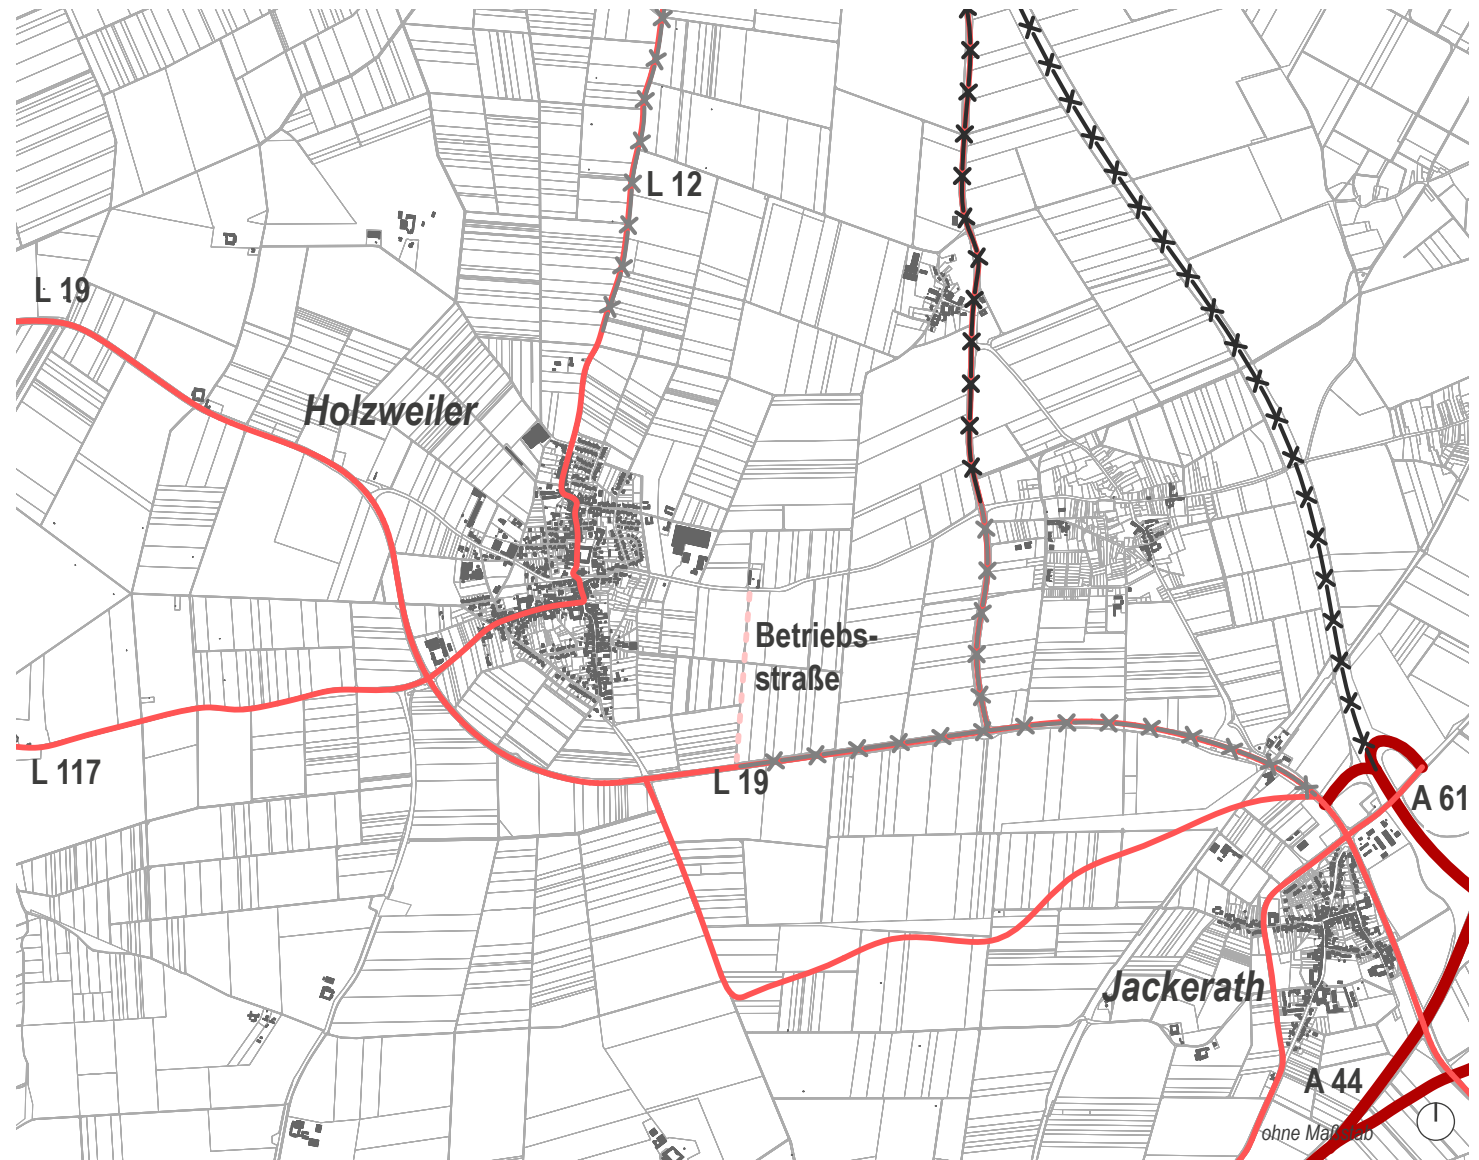 L 12
L 19
Holzweiler
Betriebs-
straße
L 117
L 19
A 61
Jackerath
A 44
ohne Maßstab